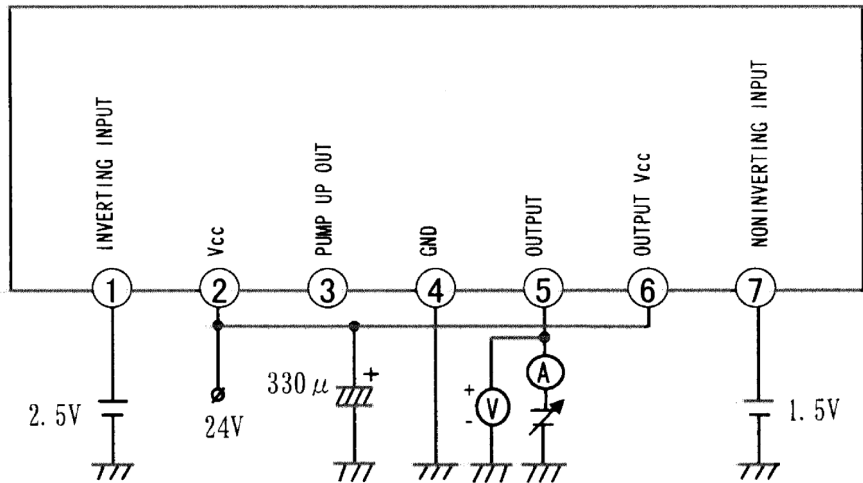 INVERTING INPUT
Vcc
PUMP UP OUT
GND
OUTPUT
OUTPUT Vcc
NONINVERTING INPUT
1 2 3 4 5 6 7
2.5V
24V
330μ
+
+
-
V
A
1.5V